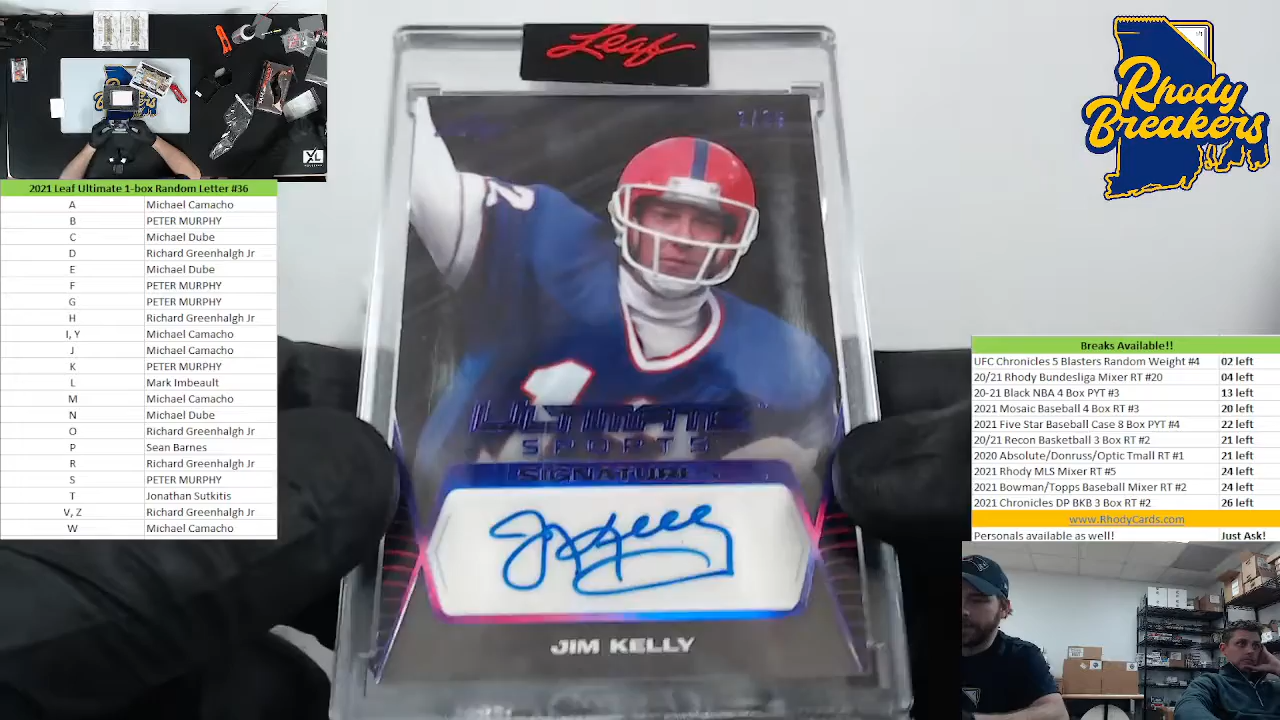 2021 Leaf Ultimate 1-box Random Letter #36
A Michael Camacho
B PETER MURPHY
C Michael Dube
D Richard Greenhalgh Jr
E Michael Dube
F PETER MURPHY
G PETER MURPHY
H Richard Greenhalgh Jr
I, Y Michael Camacho
J Michael Camacho
K PETER MURPHY
L Mark Imbeault
M Michael Camacho
N Michael Dube
O Richard Greenhalgh Jr
P Sean Barnes
R Richard Greenhalgh Jr
S PETER MURPHY
T Jonathan Sutkitis
V, Z Richard Greenhalgh Jr
W Michael Camacho
XL
Leaf
2
1
ULTIMATE
SPORTS
SIGNATURE
Jim Kelly
JIM KELLY
Rhody
Breakers
Breaks Available!!
UFC Chronicles 5 Blasters Random Weight #4 02 left
20/21 Rhody Bundesliga Mixer RT #20 04 left
20-21 Black NBA 4 Box PYT #3 13 left
2021 Mosaic Baseball 4 Box RT #3 20 left
2021 Five Star Baseball Case 8 Box PYT #4 22 left
20/21 Recon Basketball 3 Box RT #2 21 left
2020 Absolute/Donruss/Optic Tmall RT #1 21 left
2021 Rhody MLS Mixer RT #5 24 left
2021 Bowman/Topps Baseball Mixer RT #2 24 left
2021 Chronicles DP BKB 3 Box RT #2 26 left
www.RhodyCards.com
Personals available as well! Just Ask!